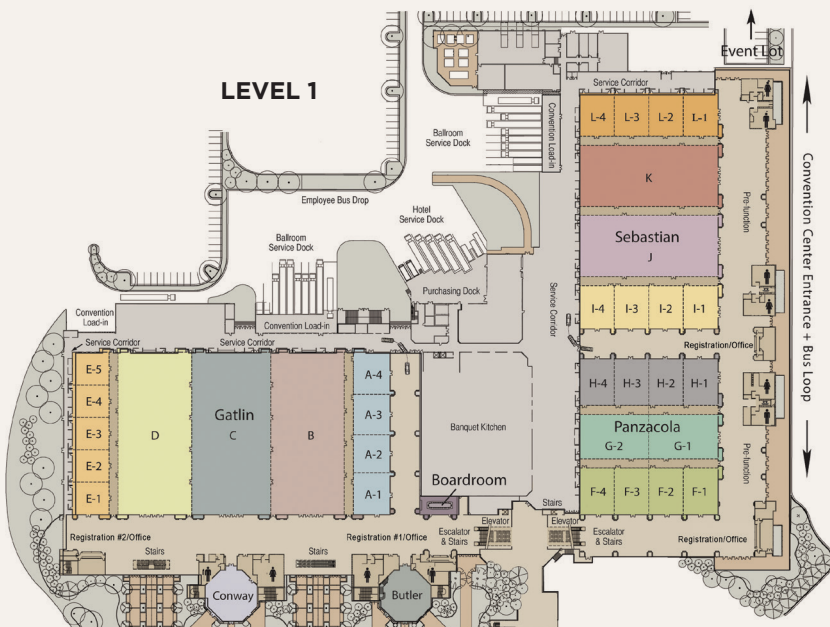 Event Lot
LEVEL 1
Service Corridor
L-4 L-3 L-2 L-1
Ballroom
Service Dock
Convention Load-in
K
Employee Bus Drop
Hotel
Service Dock
Pre-function
Convention Center Entrance + Bus Loop
Ballroom
Service Dock
Sebastian
J
Purchasing Dock
Service Corridor
I-4 I-3 I-2 I-1
Convention
Load-in
Convention Load-in
Registration/Office
Service Corridor
Service Corridor
E-5
E-4
E-3
E-2
E-1
D
Gatlin
C
B
A-4
A-3
A-2
A-1
Banquet Kitchen
H-4 H-3 H-2 H-1
Panzacola
G-2 G-1
Pre-function
F-4 F-3 F-2 F-1
Boardroom
Stairs
Elevator
Elevator
Registration #2/Office
Registration #1/Office
Escalator
& Stairs
Escalator
& Stairs
Registration/Office
Stairs
Stairs
Conway
Butler